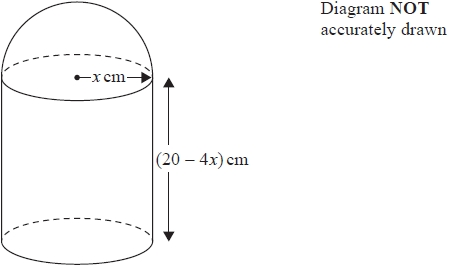 Diagram NOT
accurately drawn
x cm
(20 – 4x) cm